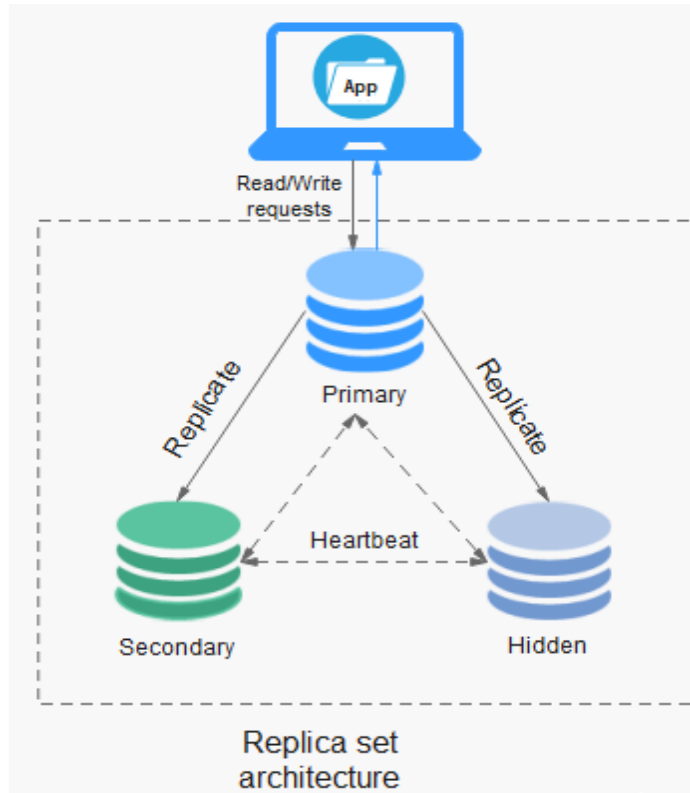 App
Read/Write
requests
Primary
Replicate
Replicate
Heartbeat
Secondary
Hidden
Replica set
architecture